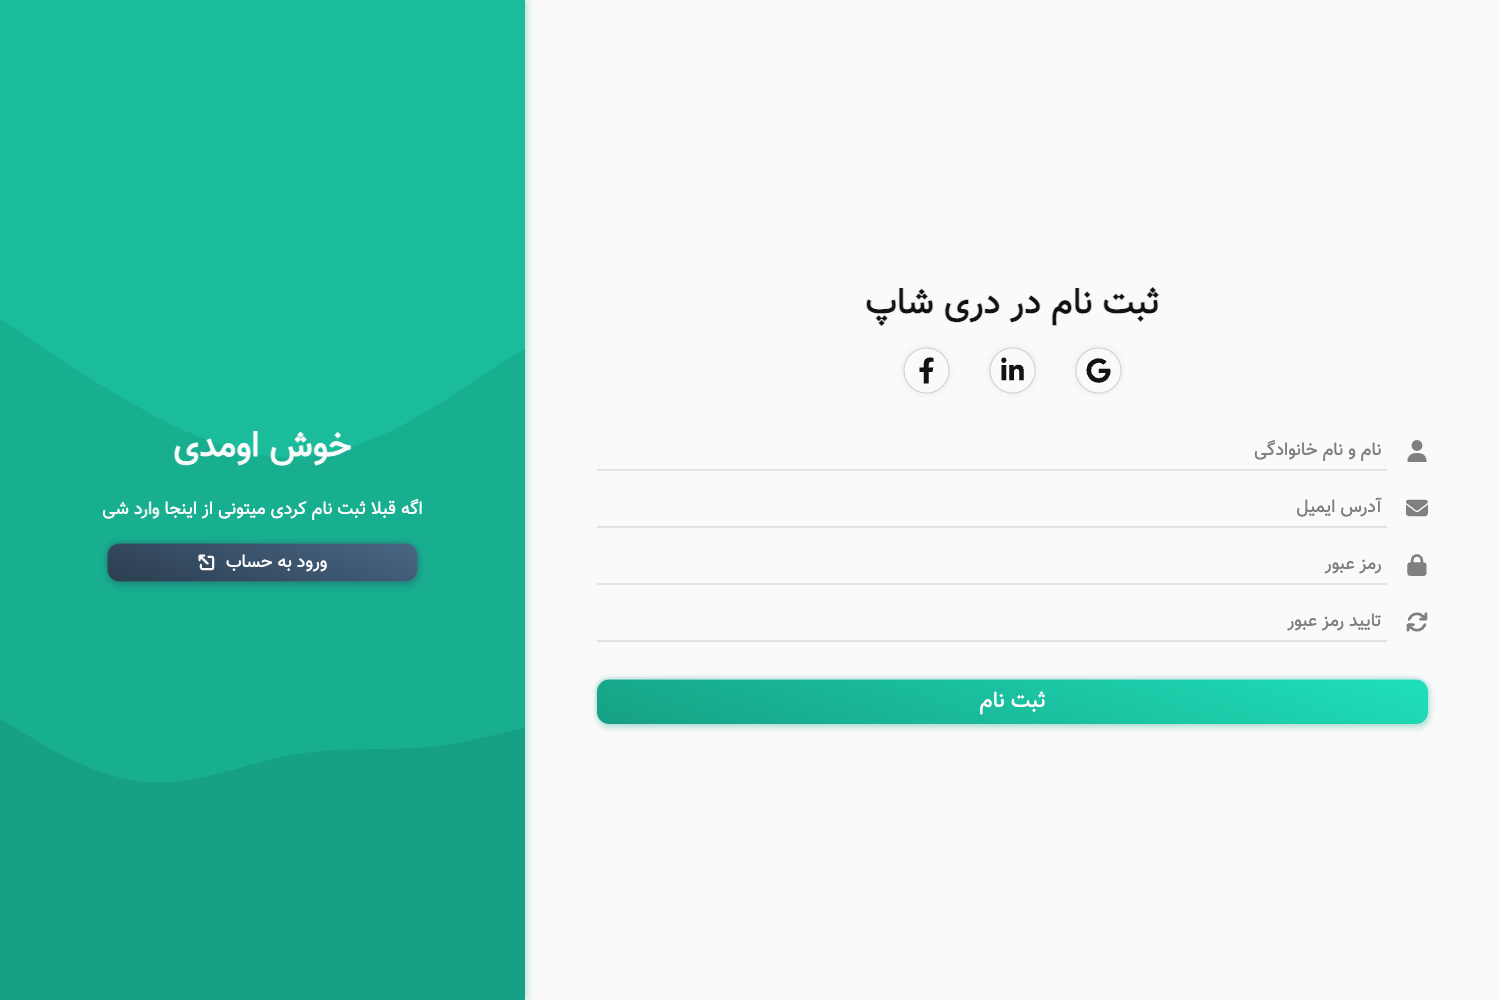 ثبت نام در دری شاپ
نام و نام خانوادگی
آدرس ایمیل
رمز عبور
تایید رمز عبور
ثبت نام
خوش اومدی
اگه قبلا ثبت نام کردی میتونی از اینجا وارد شی
ورود به حساب